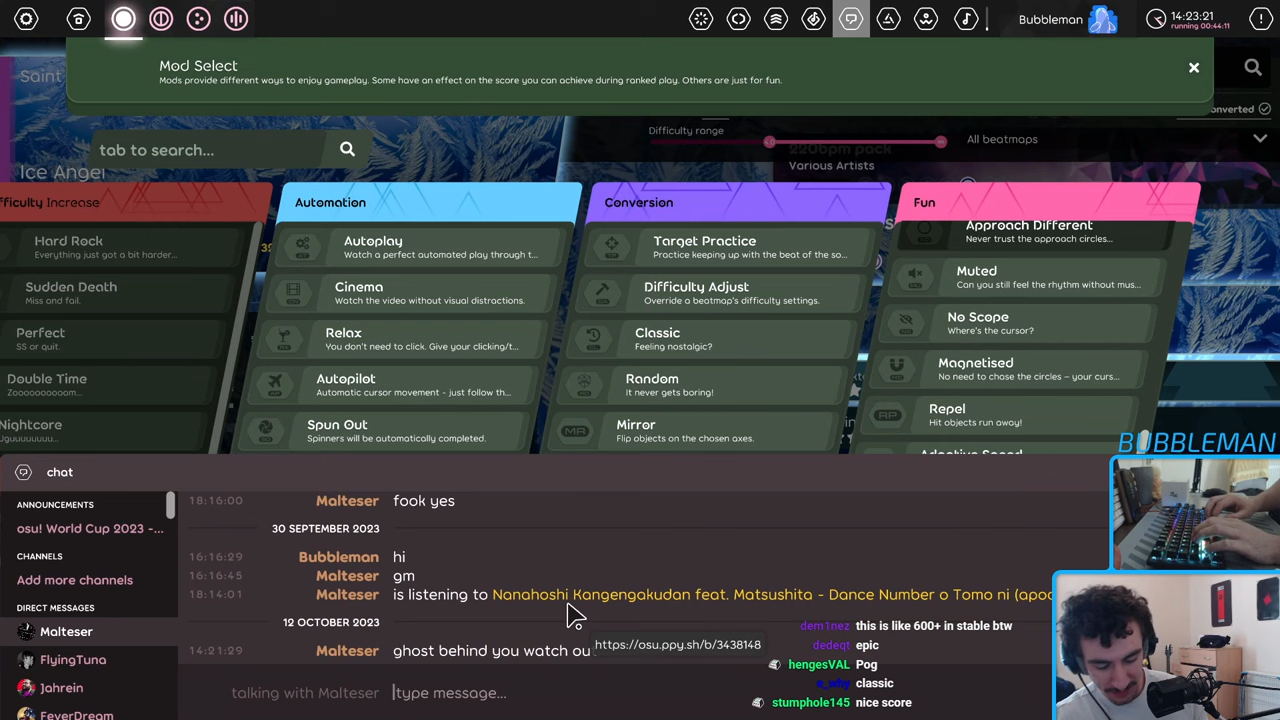 Bubbleman
14:23:21
running 00:44:11
Saint
Mod Select
Mods provide different ways to enjoy gameplay. Some have an effect on the score you can achieve during ranked play. Others are just for fun.
onverted
Difficulty range
All beatmaps
tab to search...
220bpm pack
Various Artists
Ice Angel
fficulty Increase
Automation
Conversion
Fun
Hard Rock
Everything just got a bit harder...
Sudden Death
Miss and fail.
Perfect
SS or quit.
Double Time
Zoooooooooom...
Nightcore
Uguuuuuuuu...
Autoplay
Watch a perfect automated play through t...
Cinema
Watch the video without visual distractions.
Relax
You don't need to click. Give your clicking/t...
Autopilot
Automatic cursor movement - just follow th...
Spun Out
Spinners will be automatically completed.
Target Practice
Practice keeping up with the beat of the so...
Difficulty Adjust
Override a beatmap's difficulty settings.
Classic
Feeling nostalgic?
Random
It never gets boring!
MR
Mirror
Flip objects on the chosen axes.
Approach Different
Never trust the approach circles...
Muted
Can you still feel the rhythm without mus...
No Scope
Where's the cursor?
Magnetised
No need to chase the circles – your curs...
RP
Repel
Hit objects run away!
BUBBLEMAN
chat
ANNOUNCEMENTS
osu! World Cup 2023 -...
CHANNELS
Add more channels
DIRECT MESSAGES
Malteser
FlyingTuna
Jahrein
FeverDream
18:16:00 Malteser fook yes
30 SEPTEMBER 2023
16:16:29 Bubbleman hi
16:16:45 Malteser gm
18:14:01 Malteser is listening to Nanahoshi Kangengakudan feat. Matsushita - Dance Number o Tomo ni (apoc
12 OCTOBER 2023
14:21:29 Malteser ghost behind you watch ou
https://osu.ppy.sh/b/3438148
talking with Malteser type message...
dem1nez this is like 600+ in stable btw
dedeqt epic
hengesVAL Pog
e_why classic
stumphole145 nice score